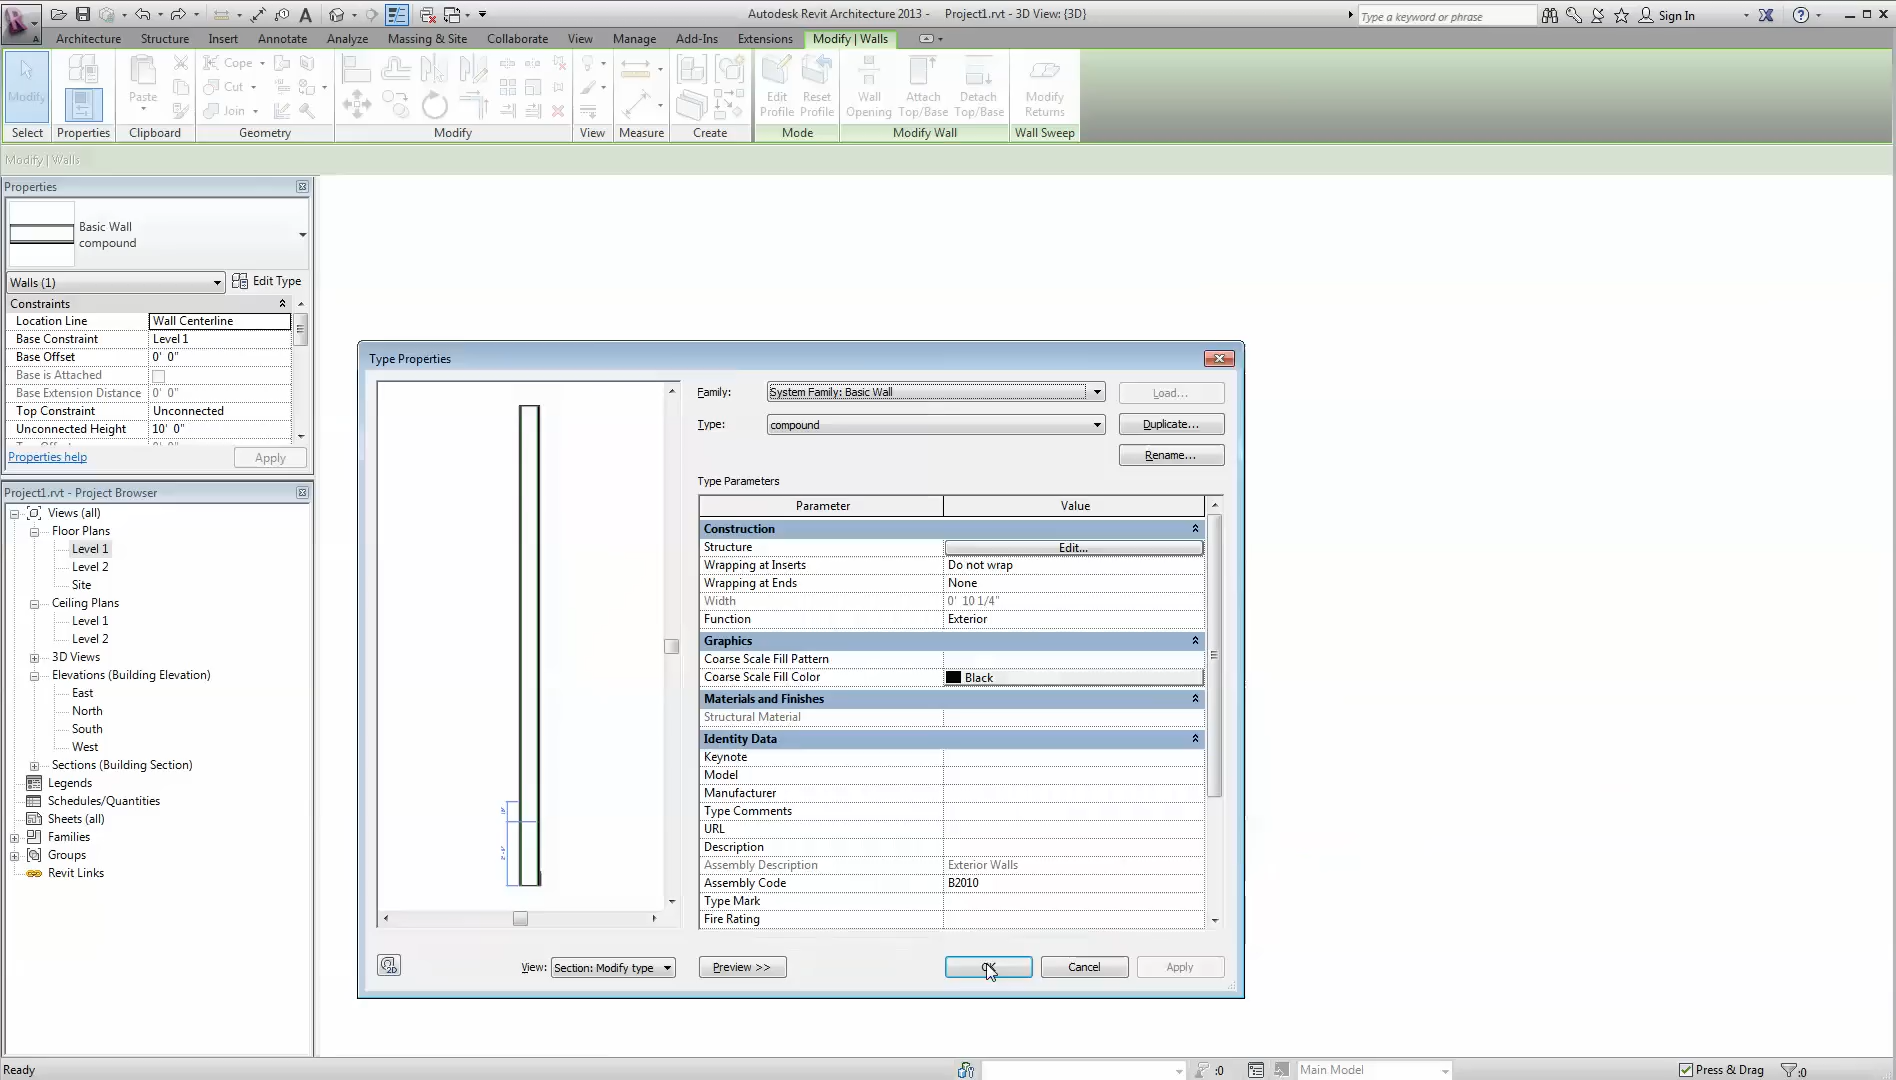 Autodesk Revit Architecture 2013 - Project1.rvt - 3D View: {3D}
Type a keyword or phrase
Sign In
Architecture Structure Insert Annotate Analyze Massing & Site Collaborate View Manage Add-Ins Extensions Modify | Walls
Modify
Paste
Cope
Cut
Join
Edit Profile
Reset Profile
Wall Opening
Attach Top/Base
Detach Top/Base
Modify Returns
Select Properties Clipboard Geometry Modify View Measure Create Mode Modify Wall Wall Sweep
Modify | Walls
Properties
Basic Wall
compound
Walls (1)
Edit Type
Constraints
Location Line Wall Centerline
Base Constraint Level 1
Base Offset 0' 0"
Base is Attached
Base Extension Distance 0' 0"
Top Constraint Unconnected
Unconnected Height 10' 0"
Properties help
Apply
Project1.rvt - Project Browser
Views (all)
Floor Plans
Level 1
Level 2
Site
Ceiling Plans
Level 1
Level 2
3D Views
Elevations (Building Elevation)
East
North
South
West
Sections (Building Section)
Legends
Schedules/Quantities
Sheets (all)
Families
Groups
Revit Links
Type Properties
Family: System Family: Basic Wall Load...
Type: compound Duplicate...
Rename...
Type Parameters
Parameter Value
Construction
Structure Edit...
Wrapping at Inserts Do not wrap
Wrapping at Ends None
Width 0' 10 1/4"
Function Exterior
Graphics
Coarse Scale Fill Pattern
Coarse Scale Fill Color Black
Materials and Finishes
Structural Material
Identity Data
Keynote
Model
Manufacturer
Type Comments
URL
Description
Assembly Description Exterior Walls
Assembly Code B2010
Type Mark
Fire Rating
2D
View: Section: Modify type
Preview >>
OK
Cancel
Apply
Ready
:0
Main Model
Press & Drag
:0